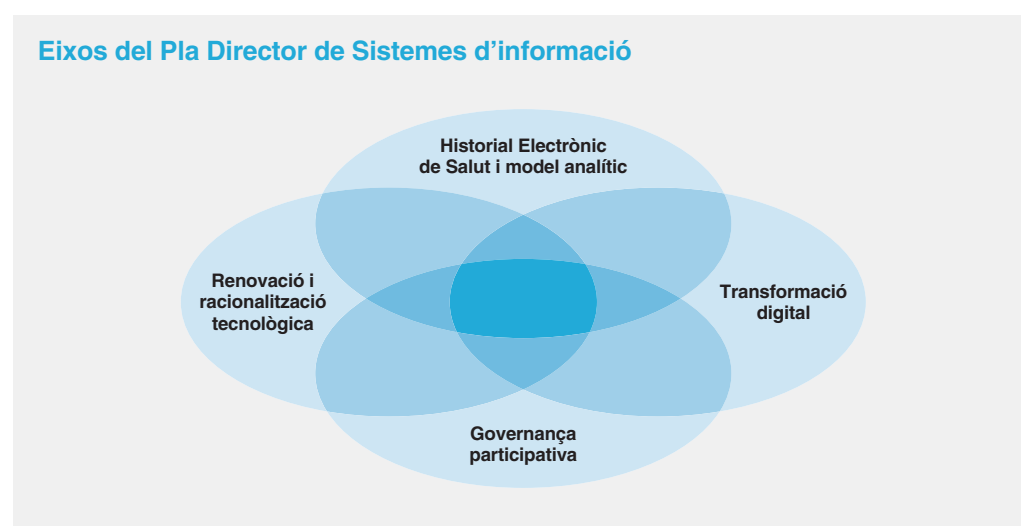 Eixos del Pla Director de Sistemes d’informació
Historial Electrònic
de Salut i model analític
Renovació i
racionalització
tecnològica
Transformació
digital
Governança
participativa